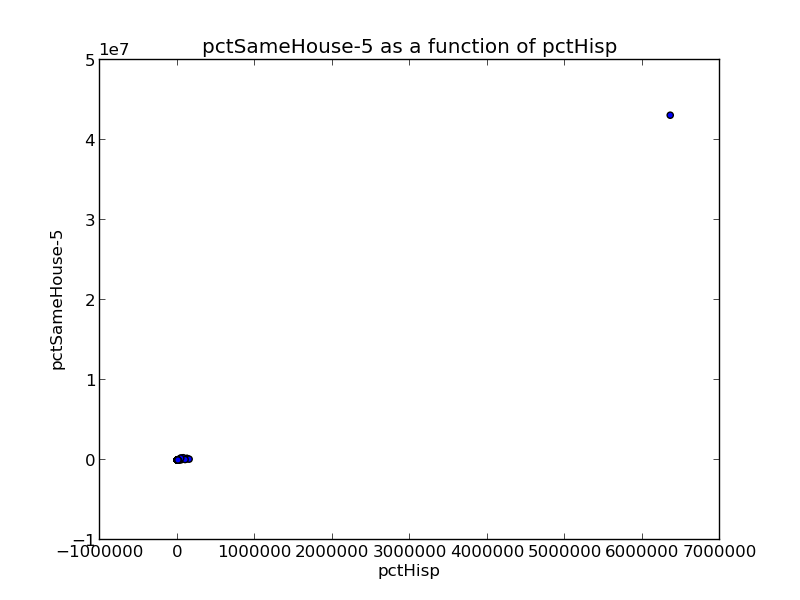 pctSameHouse-5 as a function of pctHisp
1e7
5
4
3
2
1
0
−1
pctSameHouse-5
−1000000 0 1000000 2000000 3000000 4000000 5000000 6000000 7000000
pctHisp